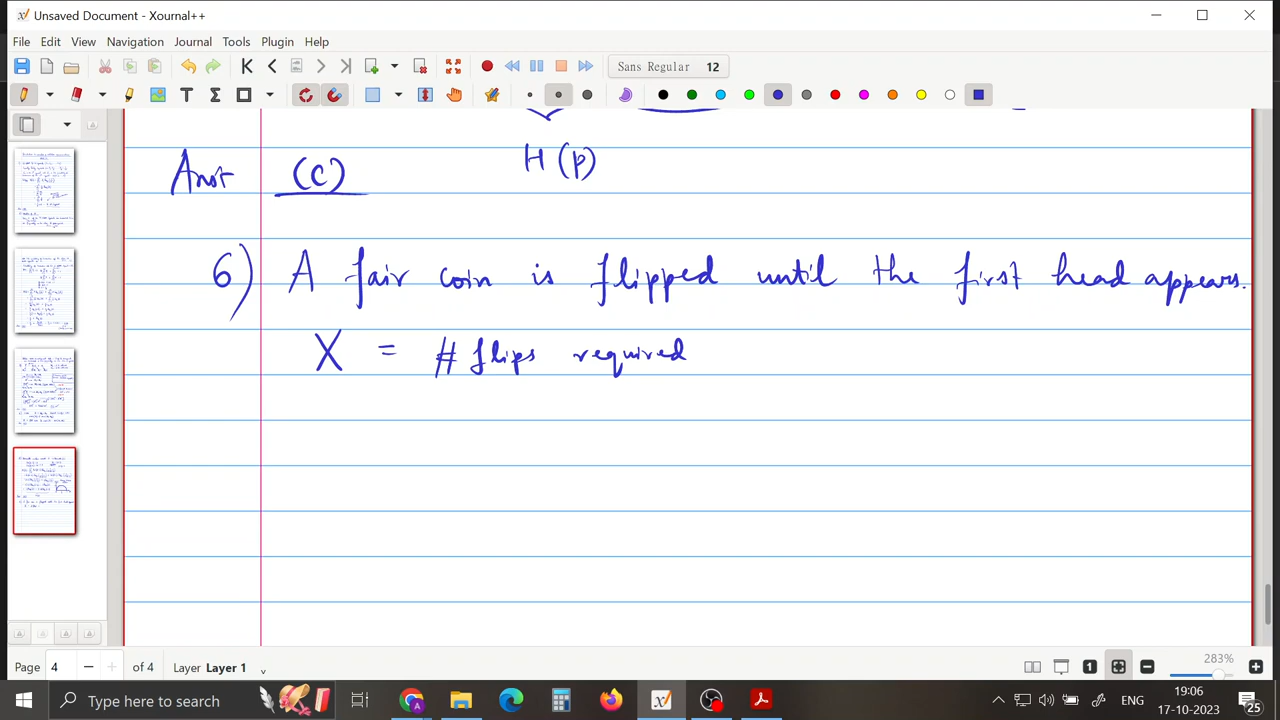 Unsaved Document - Xournal++
File Edit View Navigation Journal Tools Plugin Help
Sans Regular 12
H(p)
Ans: (C)
6) A fair coin is flipped until the first head appears.
X = # flips required
Page 4 of 4 Layer Layer 1 283%
Type here to search
ENG 19:06
17-10-2023 25